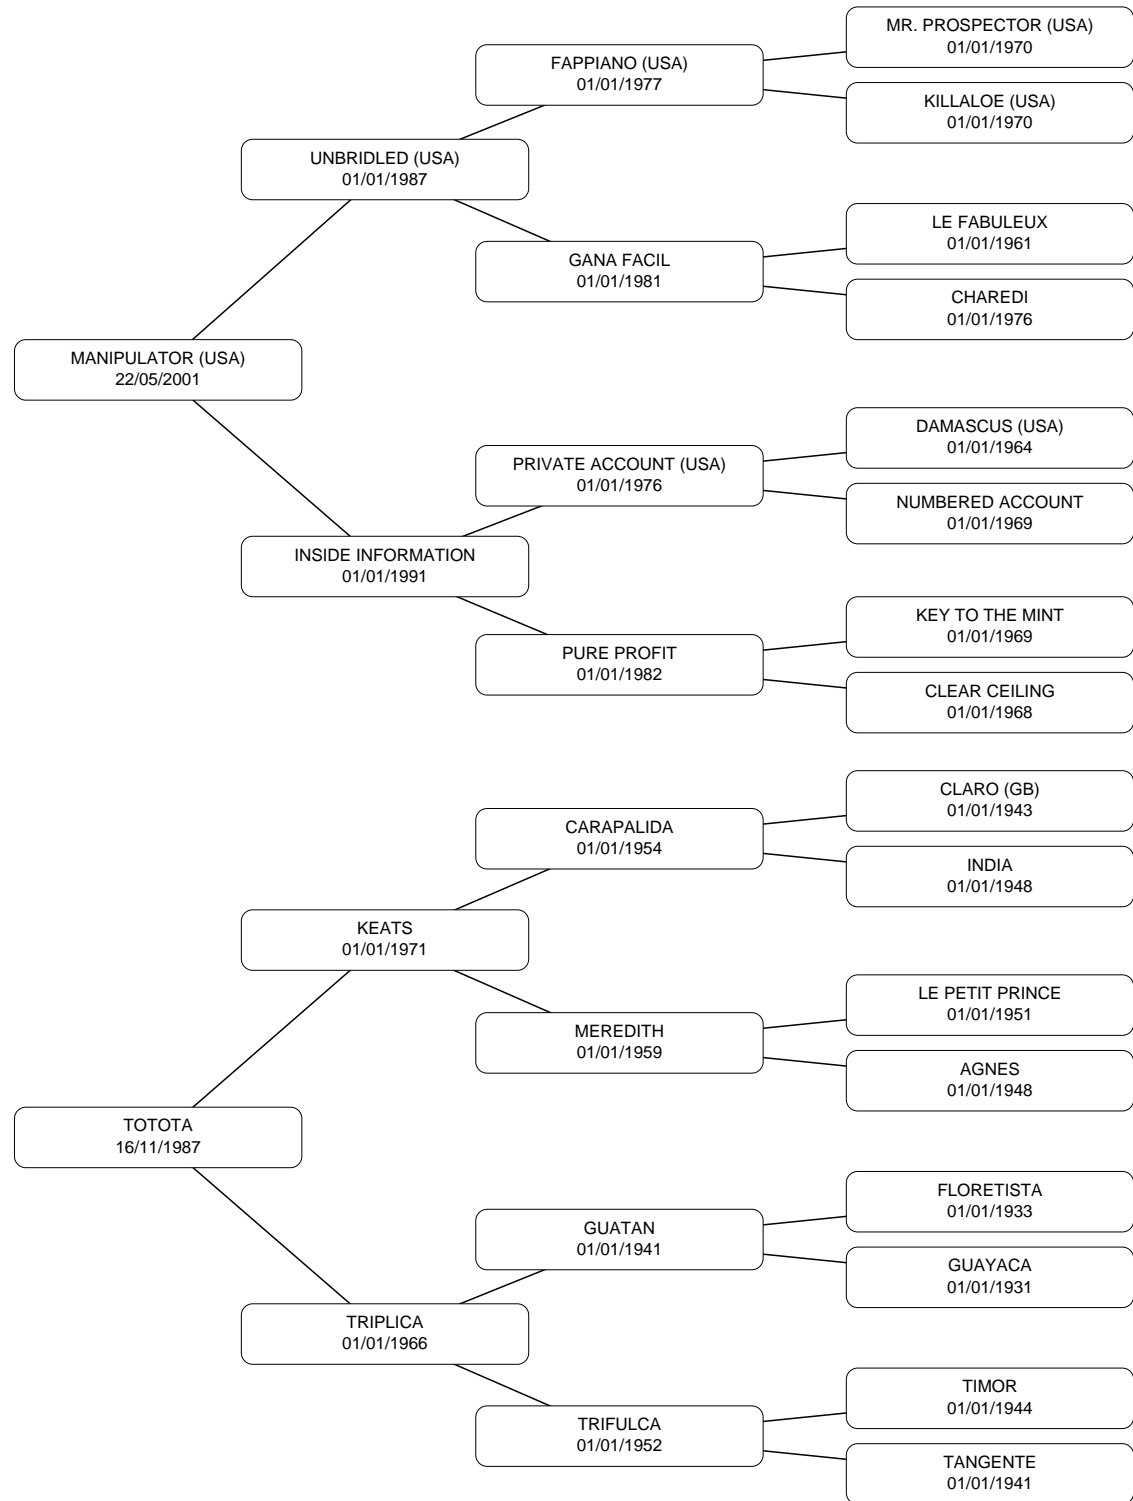 MR. PROSPECTOR (USA)
01/01/1970
FAPPIANO (USA)
01/01/1977
KILLALOE (USA)
01/01/1970
UNBRIDLED (USA)
01/01/1987
LE FABULEUX
01/01/1961
GANA FACIL
01/01/1981
CHAREDI
01/01/1976
MANIPULATOR (USA)
22/05/2001
DAMASCUS (USA)
01/01/1964
PRIVATE ACCOUNT (USA)
01/01/1976
NUMBERED ACCOUNT
01/01/1969
INSIDE INFORMATION
01/01/1991
KEY TO THE MINT
01/01/1969
PURE PROFIT
01/01/1982
CLEAR CEILING
01/01/1968
CLARO (GB)
01/01/1943
CARAPALIDA
01/01/1954
INDIA
01/01/1948
KEATS
01/01/1971
LE PETIT PRINCE
01/01/1951
MEREDITH
01/01/1959
AGNES
01/01/1948
TOTOTA
16/11/1987
FLORETISTA
01/01/1933
GUATAN
01/01/1941
GUAYACA
01/01/1931
TRIPLICA
01/01/1966
TIMOR
01/01/1944
TRIFULCA
01/01/1952
TANGENTE
01/01/1941